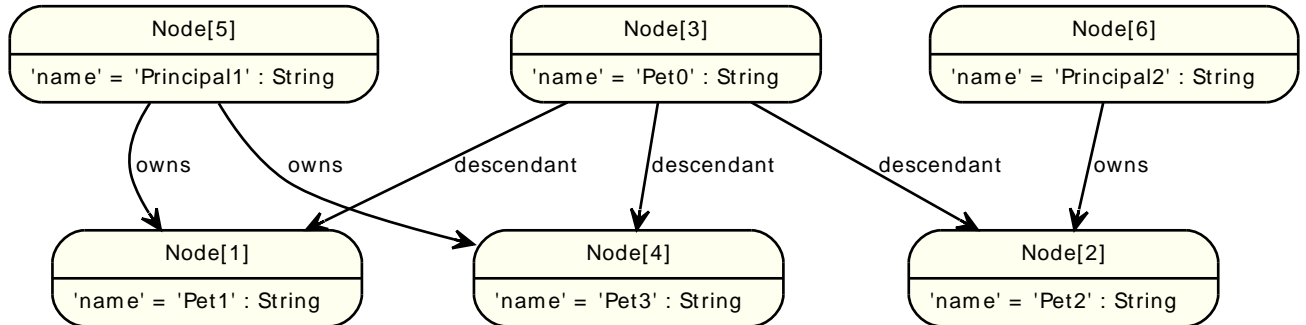 Node[5]
'name' = 'Principal1' : String
Node[3]
'name' = 'Pet0' : String
Node[6]
'name' = 'Principal2' : String
owns
owns
descendant
descendant
descendant
owns
Node[1]
'name' = 'Pet1' : String
Node[4]
'name' = 'Pet3' : String
Node[2]
'name' = 'Pet2' : String